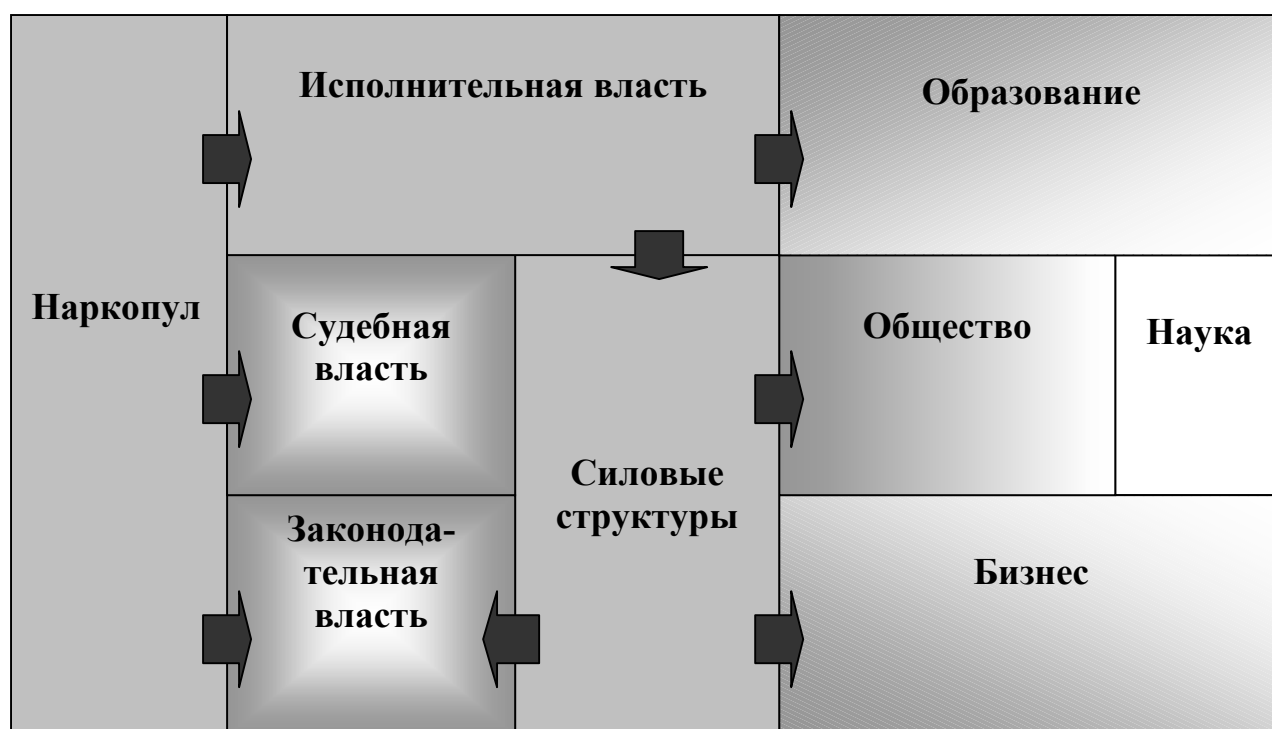 Исполнительная власть
Образование
Наркопул
Судебная
власть
Общество
Наука
Силовые
структуры
Законода-
тельная
власть
Бизнес